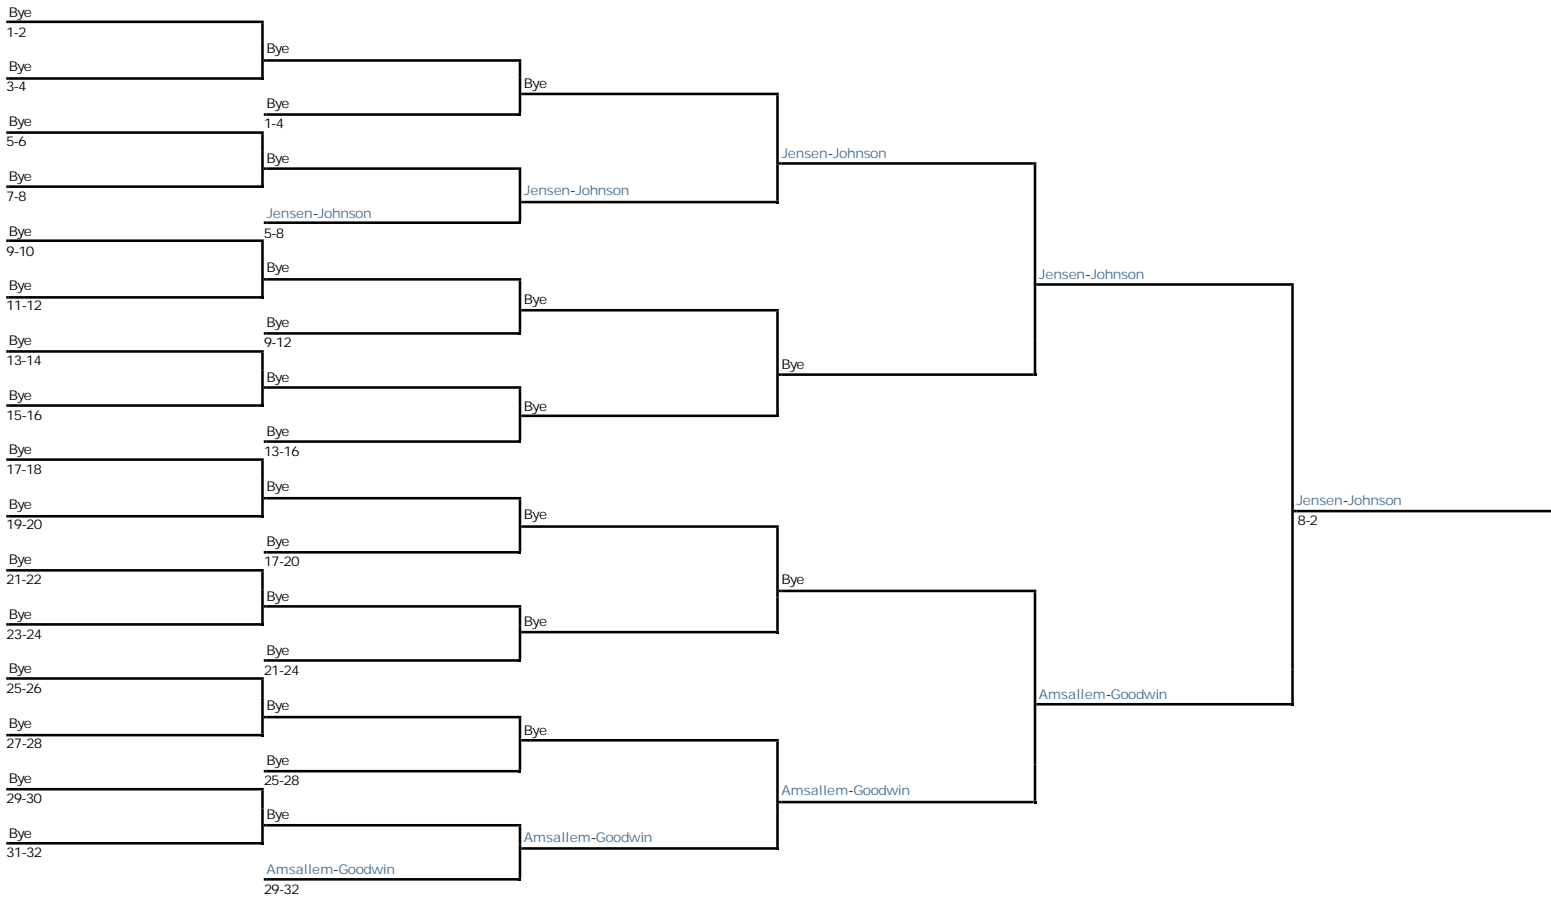 Bye
1-2
Bye
3-4
Bye
5-6
Bye
7-8
Bye
9-10
Bye
11-12
Bye
13-14
Bye
15-16
Bye
17-18
Bye
19-20
Bye
21-22
Bye
23-24
Bye
25-26
Bye
27-28
Bye
29-30
Bye
31-32
Bye
Bye
1-4
Bye
Jensen-Johnson
5-8
Bye
Bye
9-12
Bye
Bye
13-16
Bye
Bye
17-20
Bye
Bye
21-24
Bye
Bye
25-28
Bye
Amsallem-Goodwin
29-32
Bye
Jensen-Johnson
Bye
Bye
Bye
Bye
Bye
Amsallem-Goodwin
Jensen-Johnson
Bye
Bye
Amsallem-Goodwin
Jensen-Johnson
Amsallem-Goodwin
Jensen-Johnson
8-2